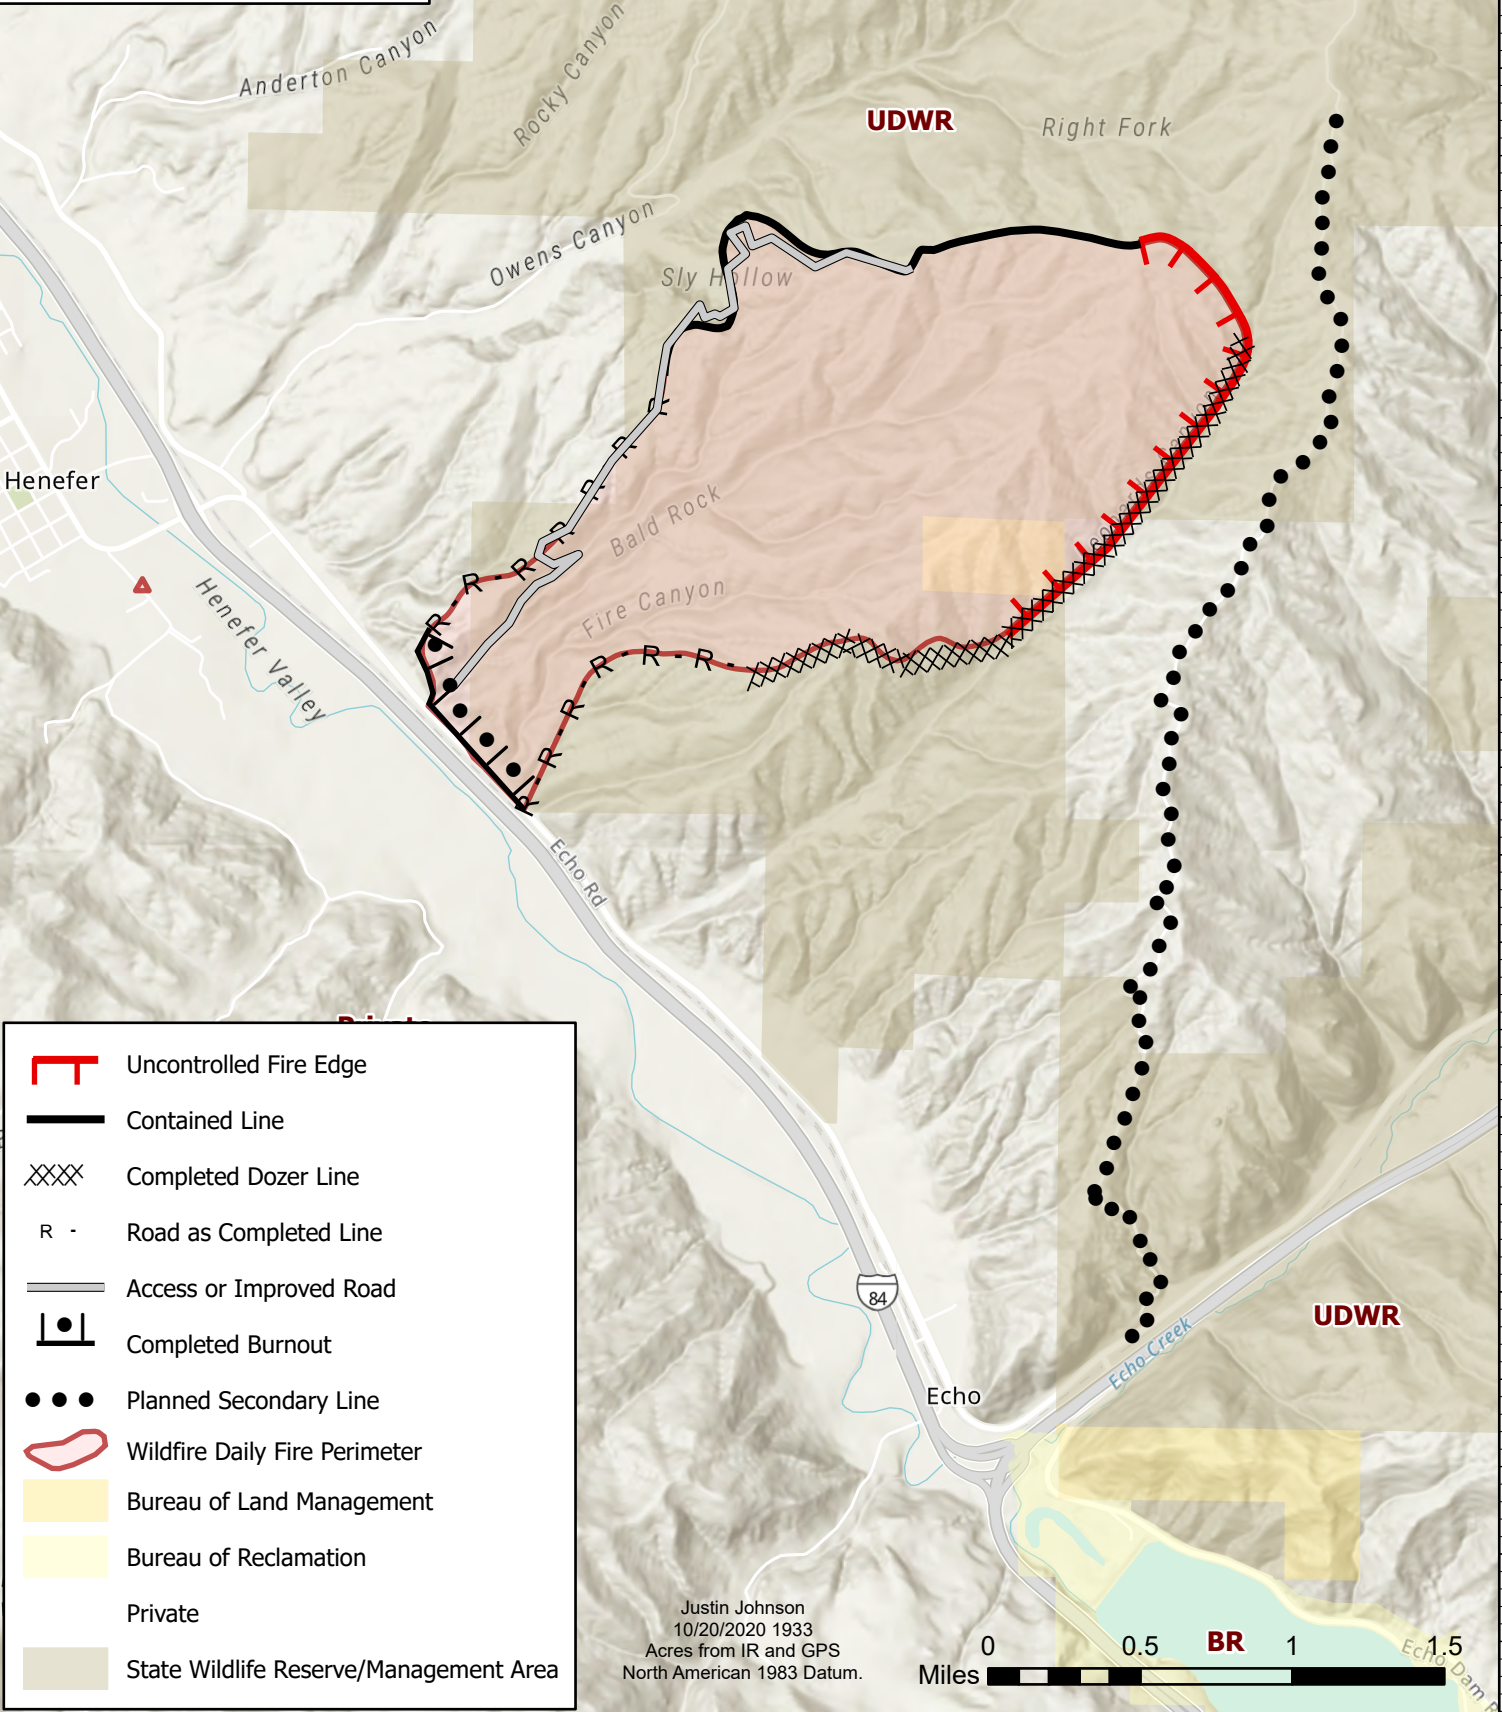 Anderton Canyon
Rocky Canyon
UDWR
Right Fork
Owens Canyon
Sly Hollow
Henefer
Bald Rock
Fire Canyon
Henefer Valley
Echo Rd
Private
Uncontrolled Fire Edge
Contained Line
Completed Dozer Line
R - Road as Completed Line
Access or Improved Road
Completed Burnout
Planned Secondary Line
Wildfire Daily Fire Perimeter
Bureau of Land Management
Bureau of Reclamation
Private
State Wildlife Reserve/Management Area
R
R
R
R
R
R
R
R
R
R
R
R
R
R
84
UDWR
Echo Creek
Echo
Justin Johnson
10/20/2020 1933
Acres from IR and GPS
North American 1983 Datum.
0 0.5 1 1.5
Miles
BR
Echo Dam